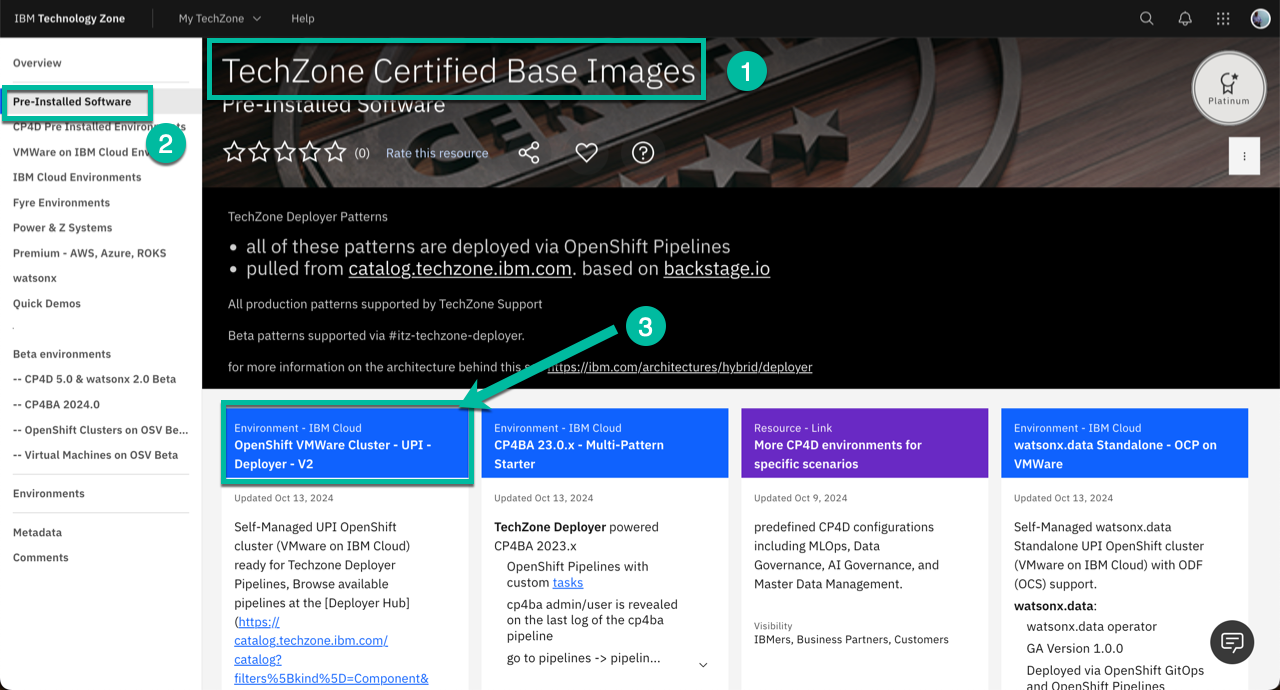 IBM Technology Zone
My TechZone
Help
Overview
Pre-Installed Software
CP4D Pre Installed Environments
VMWare on IBM Cloud Env
IBM Cloud Environments
Fyre Environments
Power & Z Systems
Premium - AWS, Azure, ROKS
watsonx
Quick Demos
.
Beta environments
-- CP4D 5.0 & watsonx 2.0 Beta
-- CP4BA 2024.0
-- OpenShift Clusters on OSV Be...
-- Virtual Machines on OSV Beta
Environments
Metadata
Comments
2
TechZone Certified Base Images
1
Pre-Installed Software
(0)
Rate this resource
Platinum
TechZone Deployer Patterns
• all of these patterns are deployed via OpenShift Pipelines
• pulled from catalog.techzone.ibm.com. based on backstage.io
All production patterns supported by TechZone Support
Beta patterns supported via #itz-techzone-deployer.
for more information on the architecture behind this https://ibm.com/architectures/hybrid/deployer
3
Environment - IBM Cloud
OpenShift VMWare Cluster - UPI -
Deployer - V2
Updated Oct 13, 2024
Self-Managed UPI OpenShift
cluster (VMware on IBM Cloud)
ready for Techzone Deployer
Pipelines, Browse available
pipelines at the [Deployer Hub]
(https://
catalog.techzone.ibm.com/
catalog?
filters%5Bkind%5D=Component&
Environment - IBM Cloud
CP4BA 23.0.x - Multi-Pattern
Starter
Updated Oct 13, 2024
TechZone Deployer powered
CP4BA 2023.x
OpenShift Pipelines with
custom tasks
cp4ba admin/user is revealed
on the last log of the cp4ba
pipeline
go to pipelines -> pipelin...
Resource - Link
More CP4D environments for
specific scenarios
Updated Oct 9, 2024
predefined CP4D configurations
including MLOps, Data
Governance, AI Governance, and
Master Data Management.
Visibility
IBMers, Business Partners, Customers
Environment - IBM Cloud
watsonx.data Standalone - OCP on
VMWare
Updated Oct 13, 2024
Self-Managed watsonx.data
Standalone UPI OpenShift cluster
(VMware on IBM Cloud) with ODF
(OCS) support.
watsonx.data:
watsonx.data operator
GA Version 1.0.0
Deployed via OpenShift GitOps
and OpenShift Pipelines